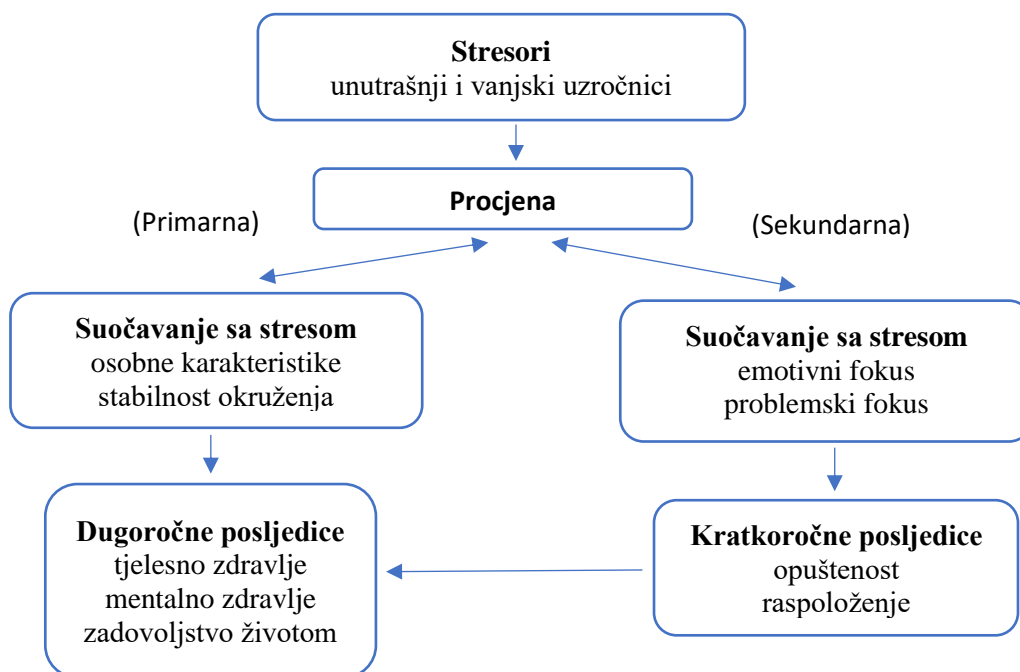 Stresori
unutrašnji i vanjski uzročnici
Procjena
(Primarna)
(Sekundarna)
Suočavanje sa stresom
osobne karakteristike
stabilnost okruženja
Suočavanje sa stresom
emotivni fokus
problemski fokus
Dugoročne posljedice
tjelesno zdravlje
mentalno zdravlje
zadovoljstvo životom
Kratkoročne posljedice
opuštenost
raspoloženje